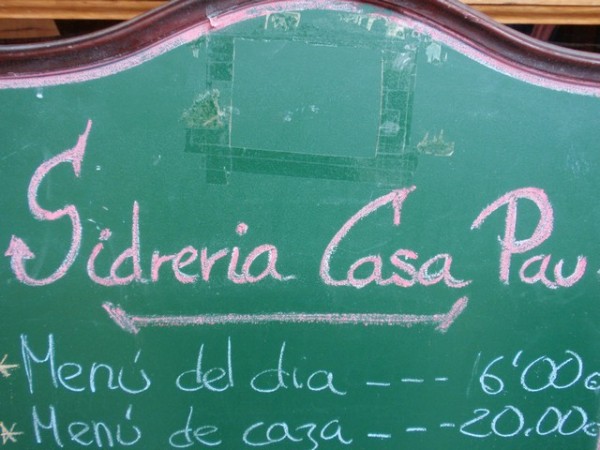 Sidreria Casa Pau
* Menú del dia --- 6'00€
* Menú de caza --- 20.00€